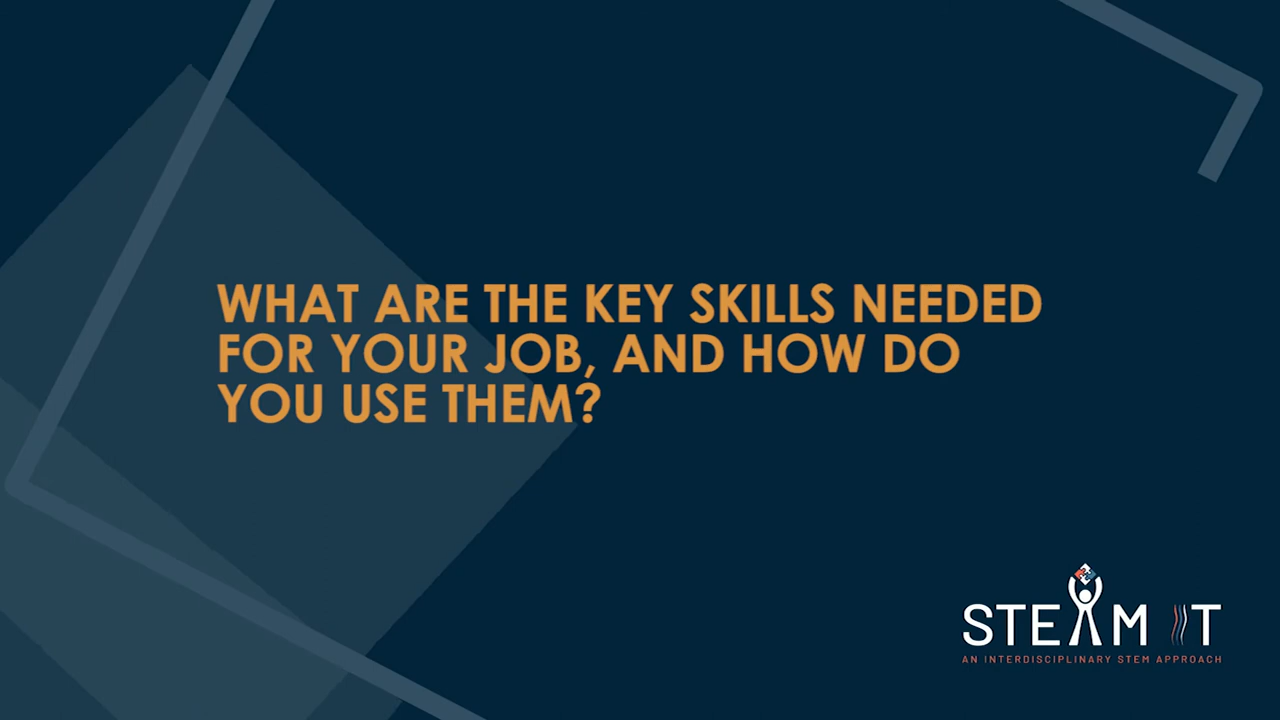 WHAT ARE THE KEY SKILLS NEEDED
FOR YOUR JOB, AND HOW DO
YOU USE THEM?
STEAM IT
AN INTERDISCIPLINARY STEM APPROACH